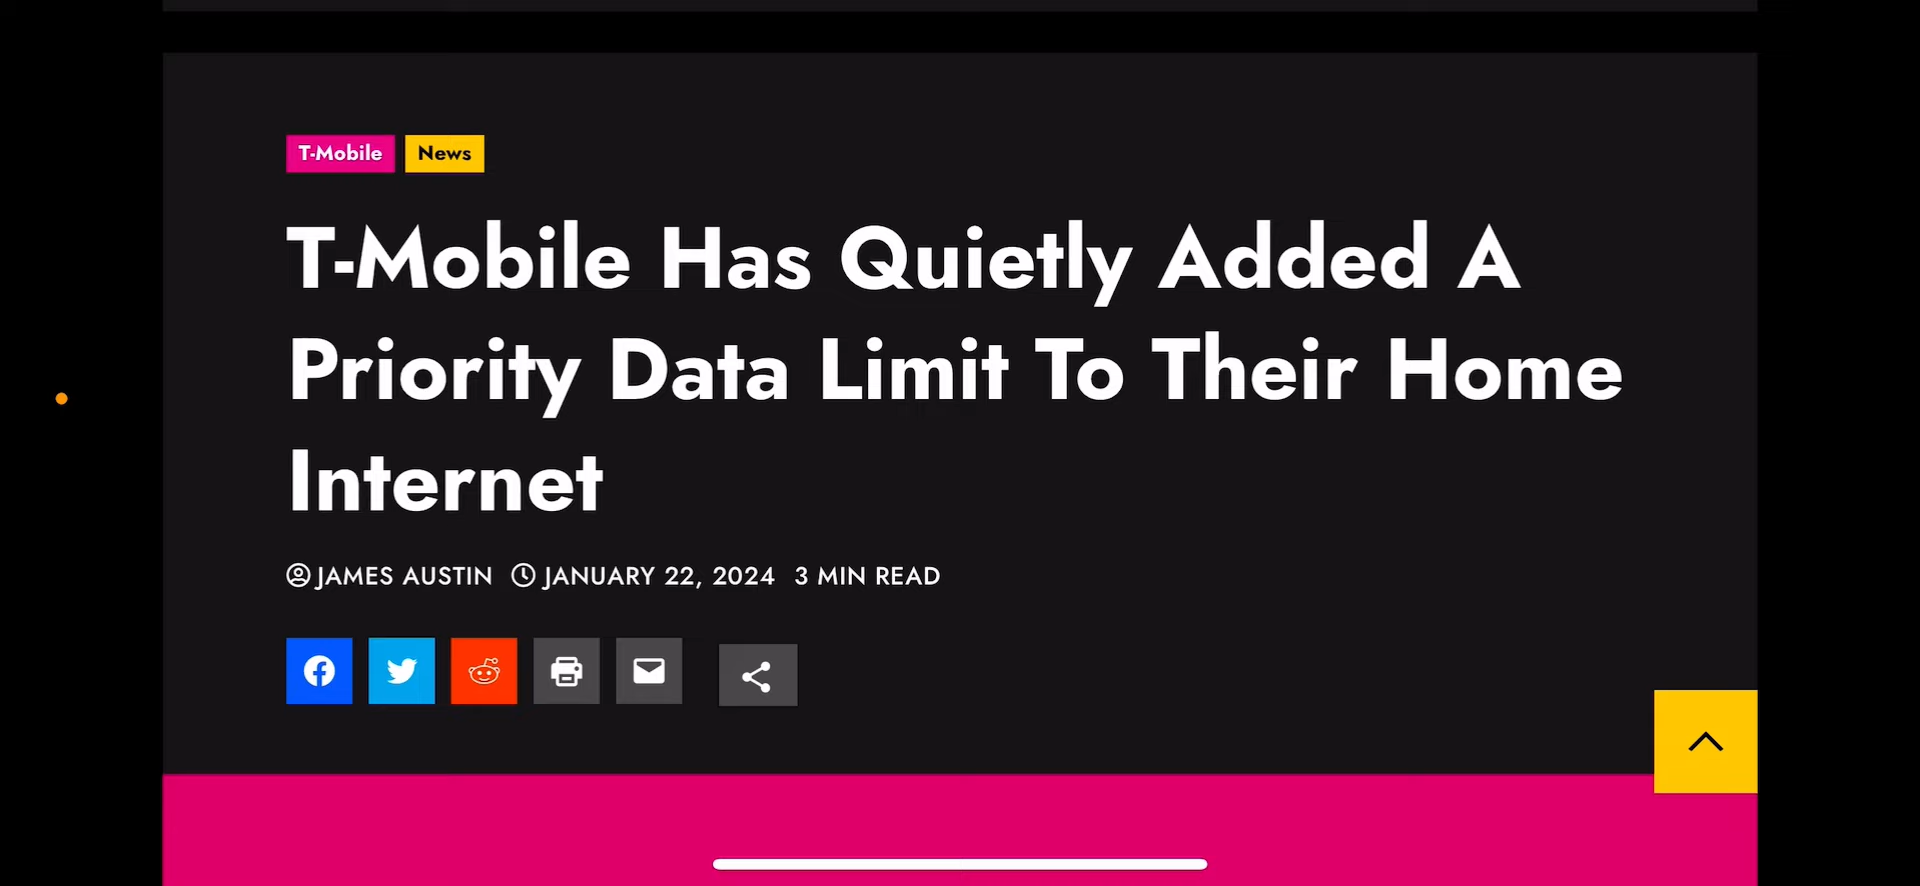 T-Mobile News
T-Mobile Has Quietly Added A
Priority Data Limit To Their Home
Internet
JAMES AUSTIN JANUARY 22, 2024 3 MIN READ